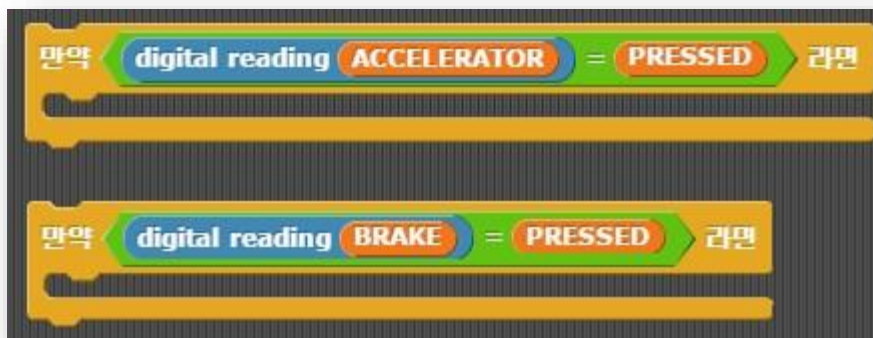 만약 digital reading ACCELERATOR = PRESSED 라면
만약 digital reading BRAKE = PRESSED 라면